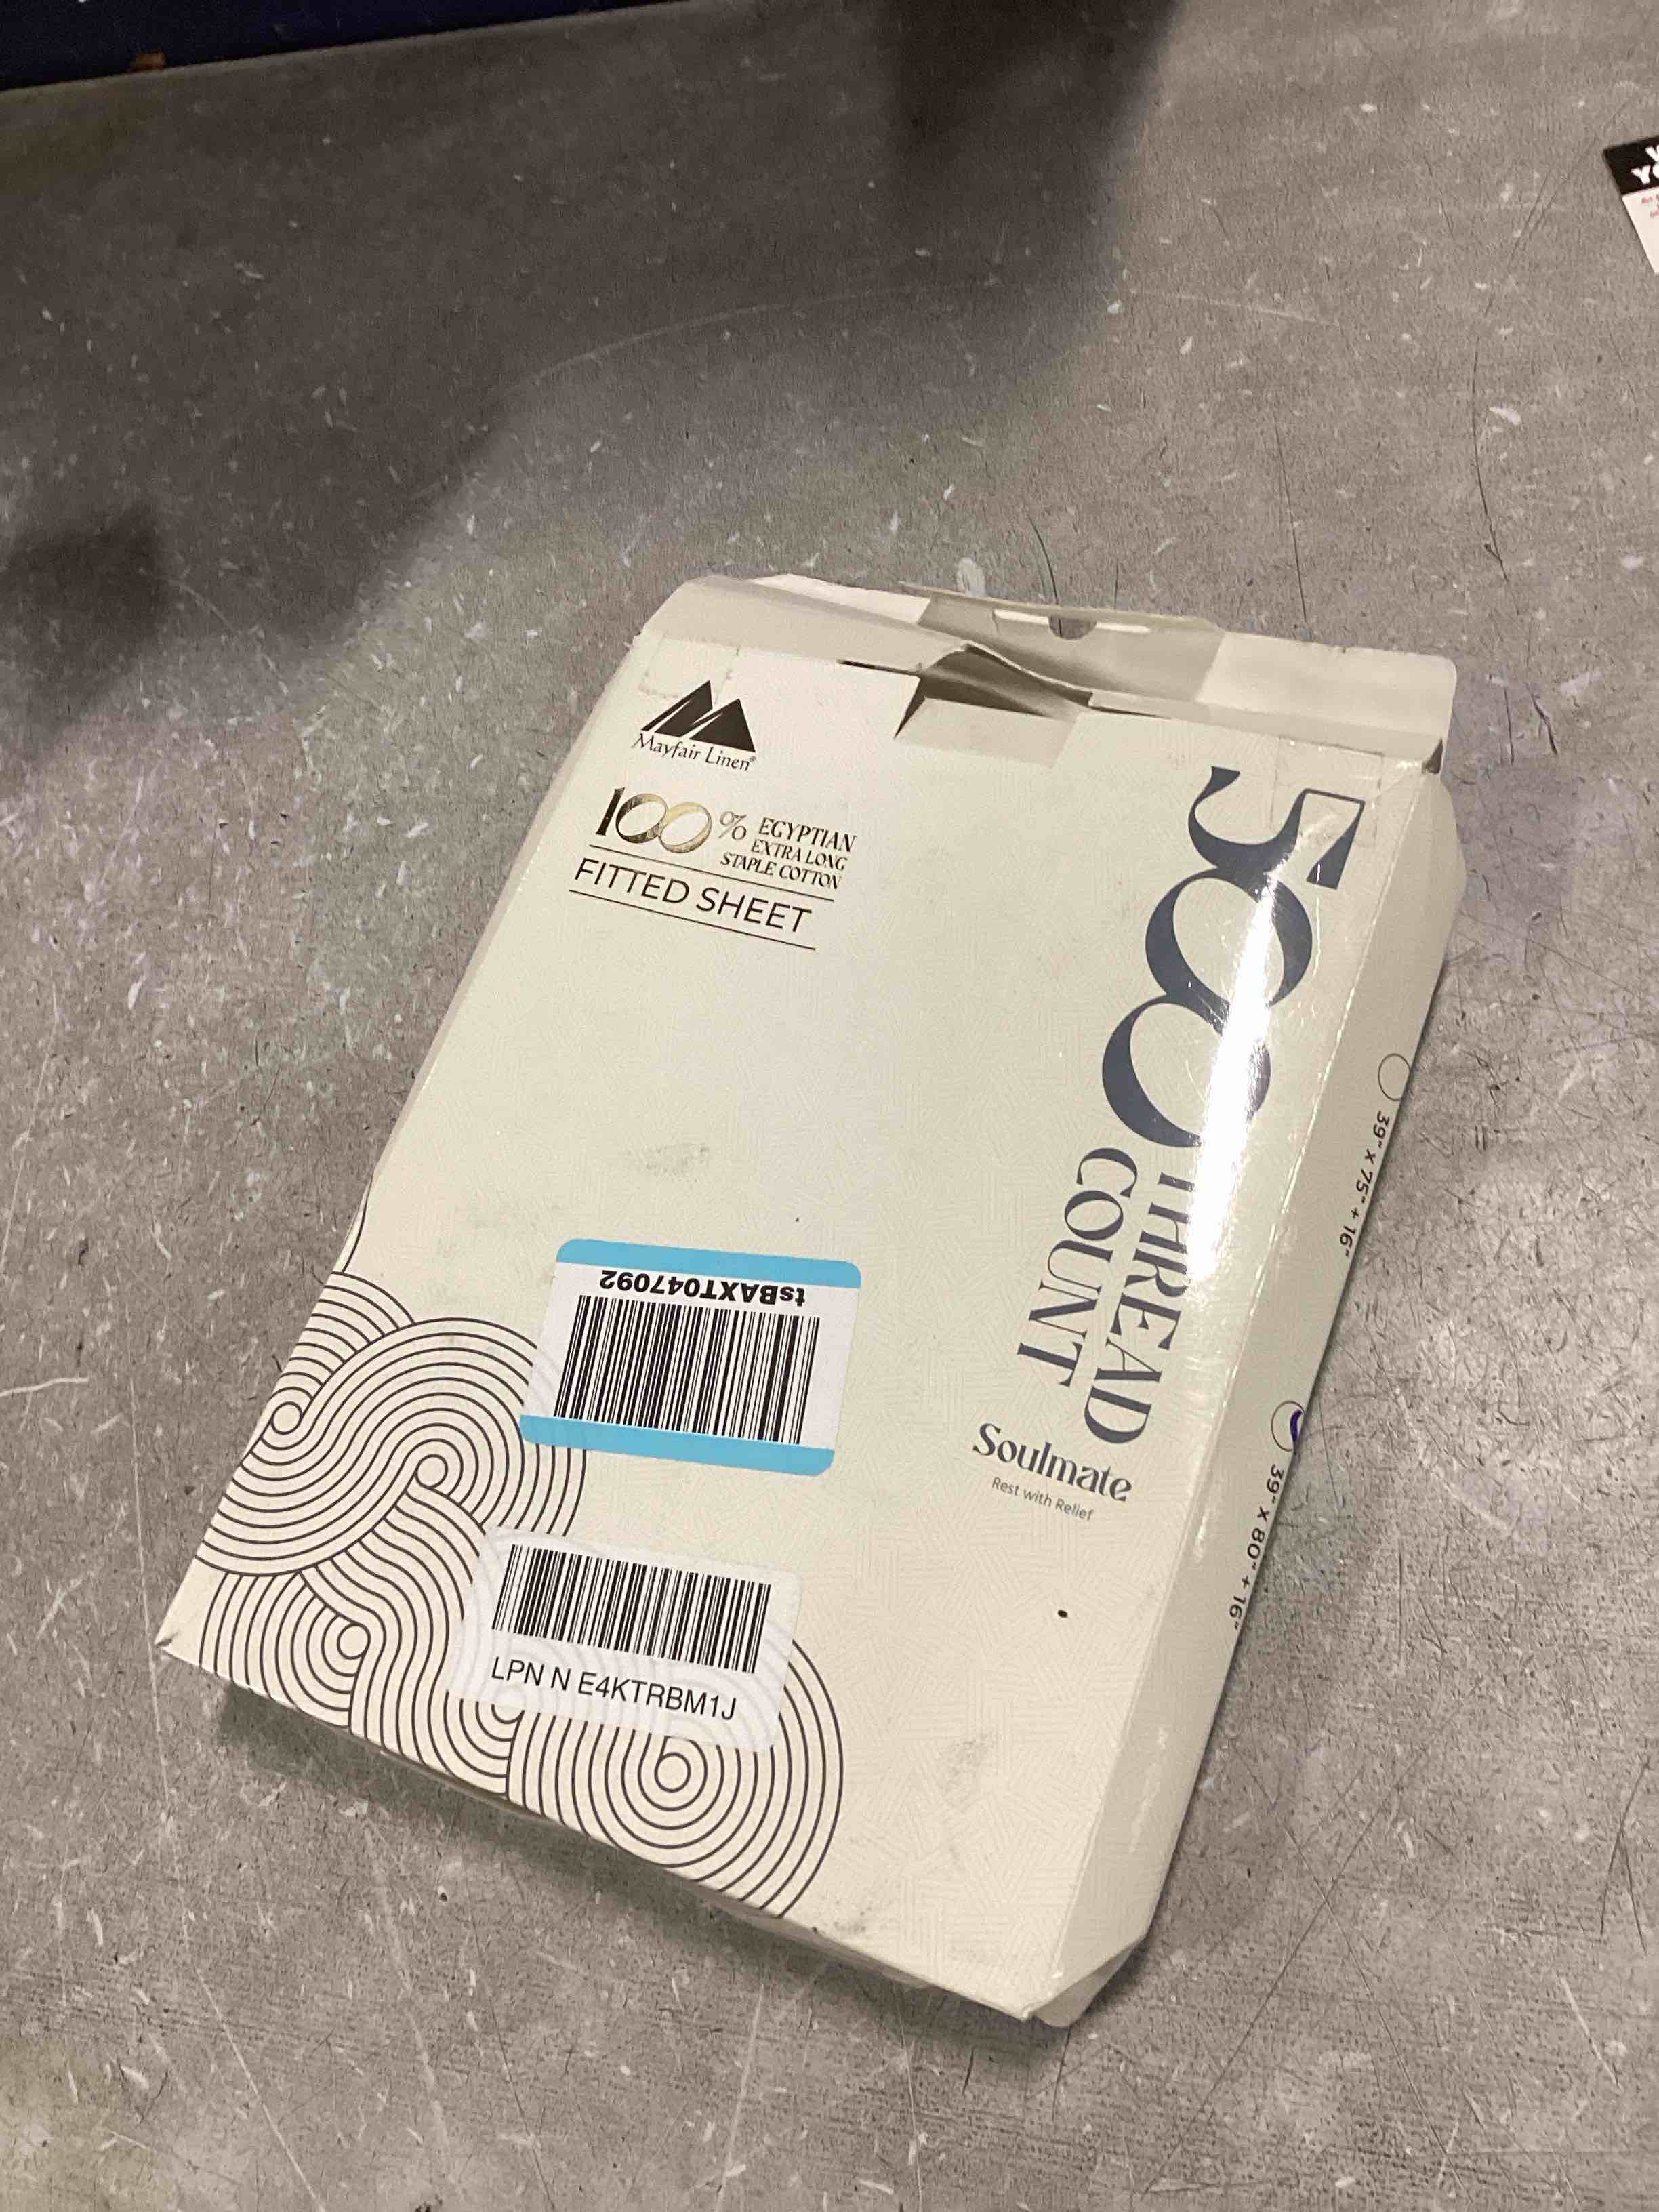 Mayfair Linen®
100% EGYPTIAN
EXTRA LONG
STAPLE COTTON
FITTED SHEET
500
THREAD
COUNT
Soulmate
Rest with Relief
39" x 75" + 16"
39" x 80" + 16"
tsBAXT047092
LPN N E4KTRBM1J